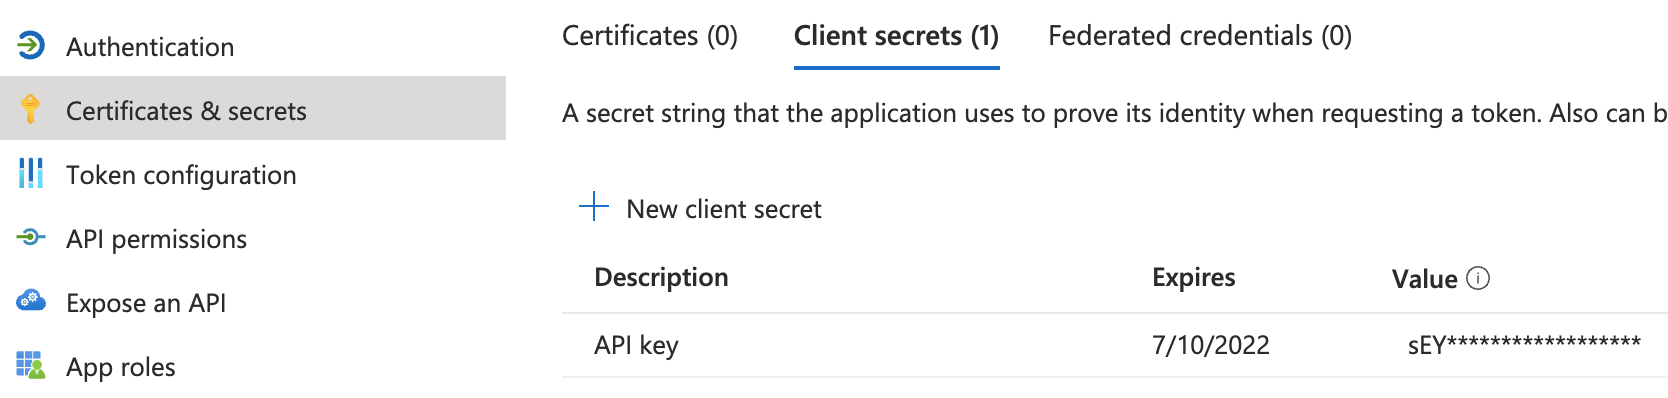 Authentication
Certificates & secrets
Token configuration
API permissions
Expose an API
App roles
Certificates (0)
Client secrets (1)
Federated credentials (0)
A secret string that the application uses to prove its identity when requesting a token. Also can b
New client secret
Description Expires Value
API key 7/10/2022 sEY******************